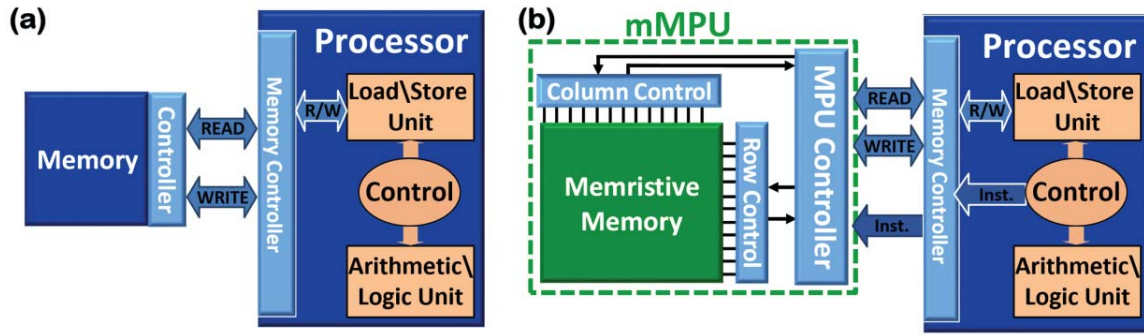 (a)
Processor
Memory
Controller
READ
WRITE
Memory Controller
R/W
Load\Store
Unit
Control
Arithmetic\
Logic Unit
(b)
mMPU
Column Control
Memristive
Memory
Row Control
MPU Controller
READ
WRITE
Inst.
Processor
Memory Controller
R/W
Load\Store
Unit
Inst.
Control
Arithmetic\
Logic Unit